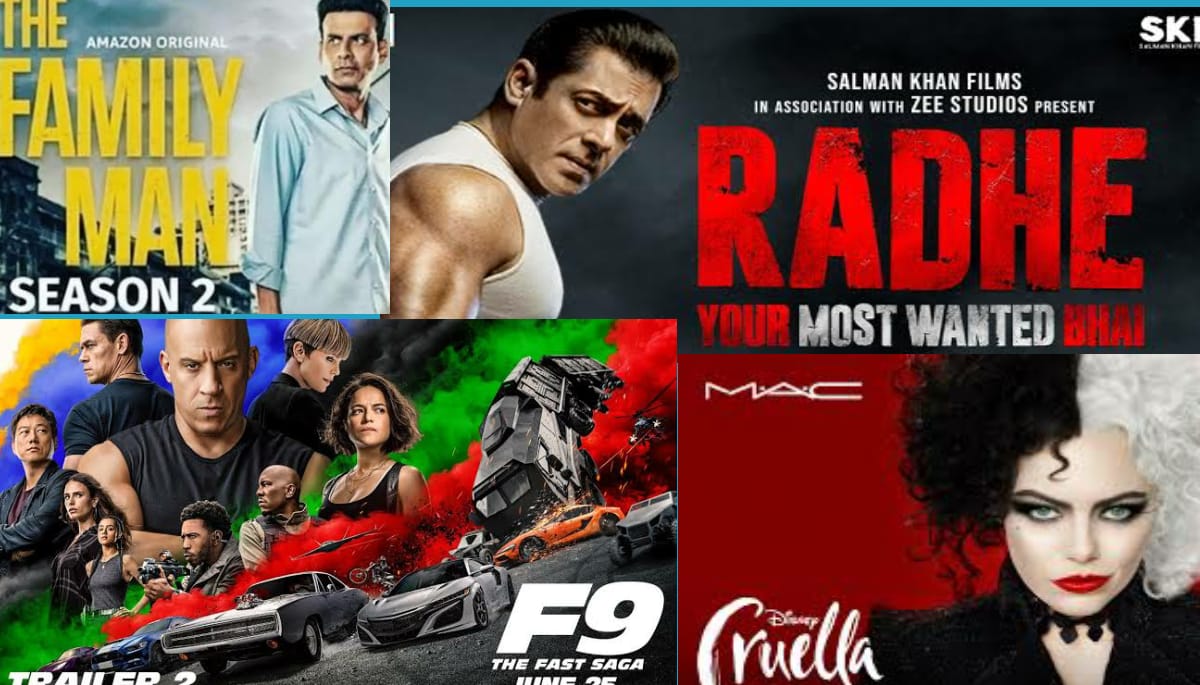 THE
AMAZON ORIGINAL
FAMILY
MAN
SEASON 2
SALMAN KHAN FILMS
IN ASSOCIATION WITH ZEE STUDIOS PRESENT
RADHE
YOUR MOST WANTED BHAI
F9
THE FAST SAGA
JUNE 25
TRAILER 2
M·A·C
Disney
Cruella